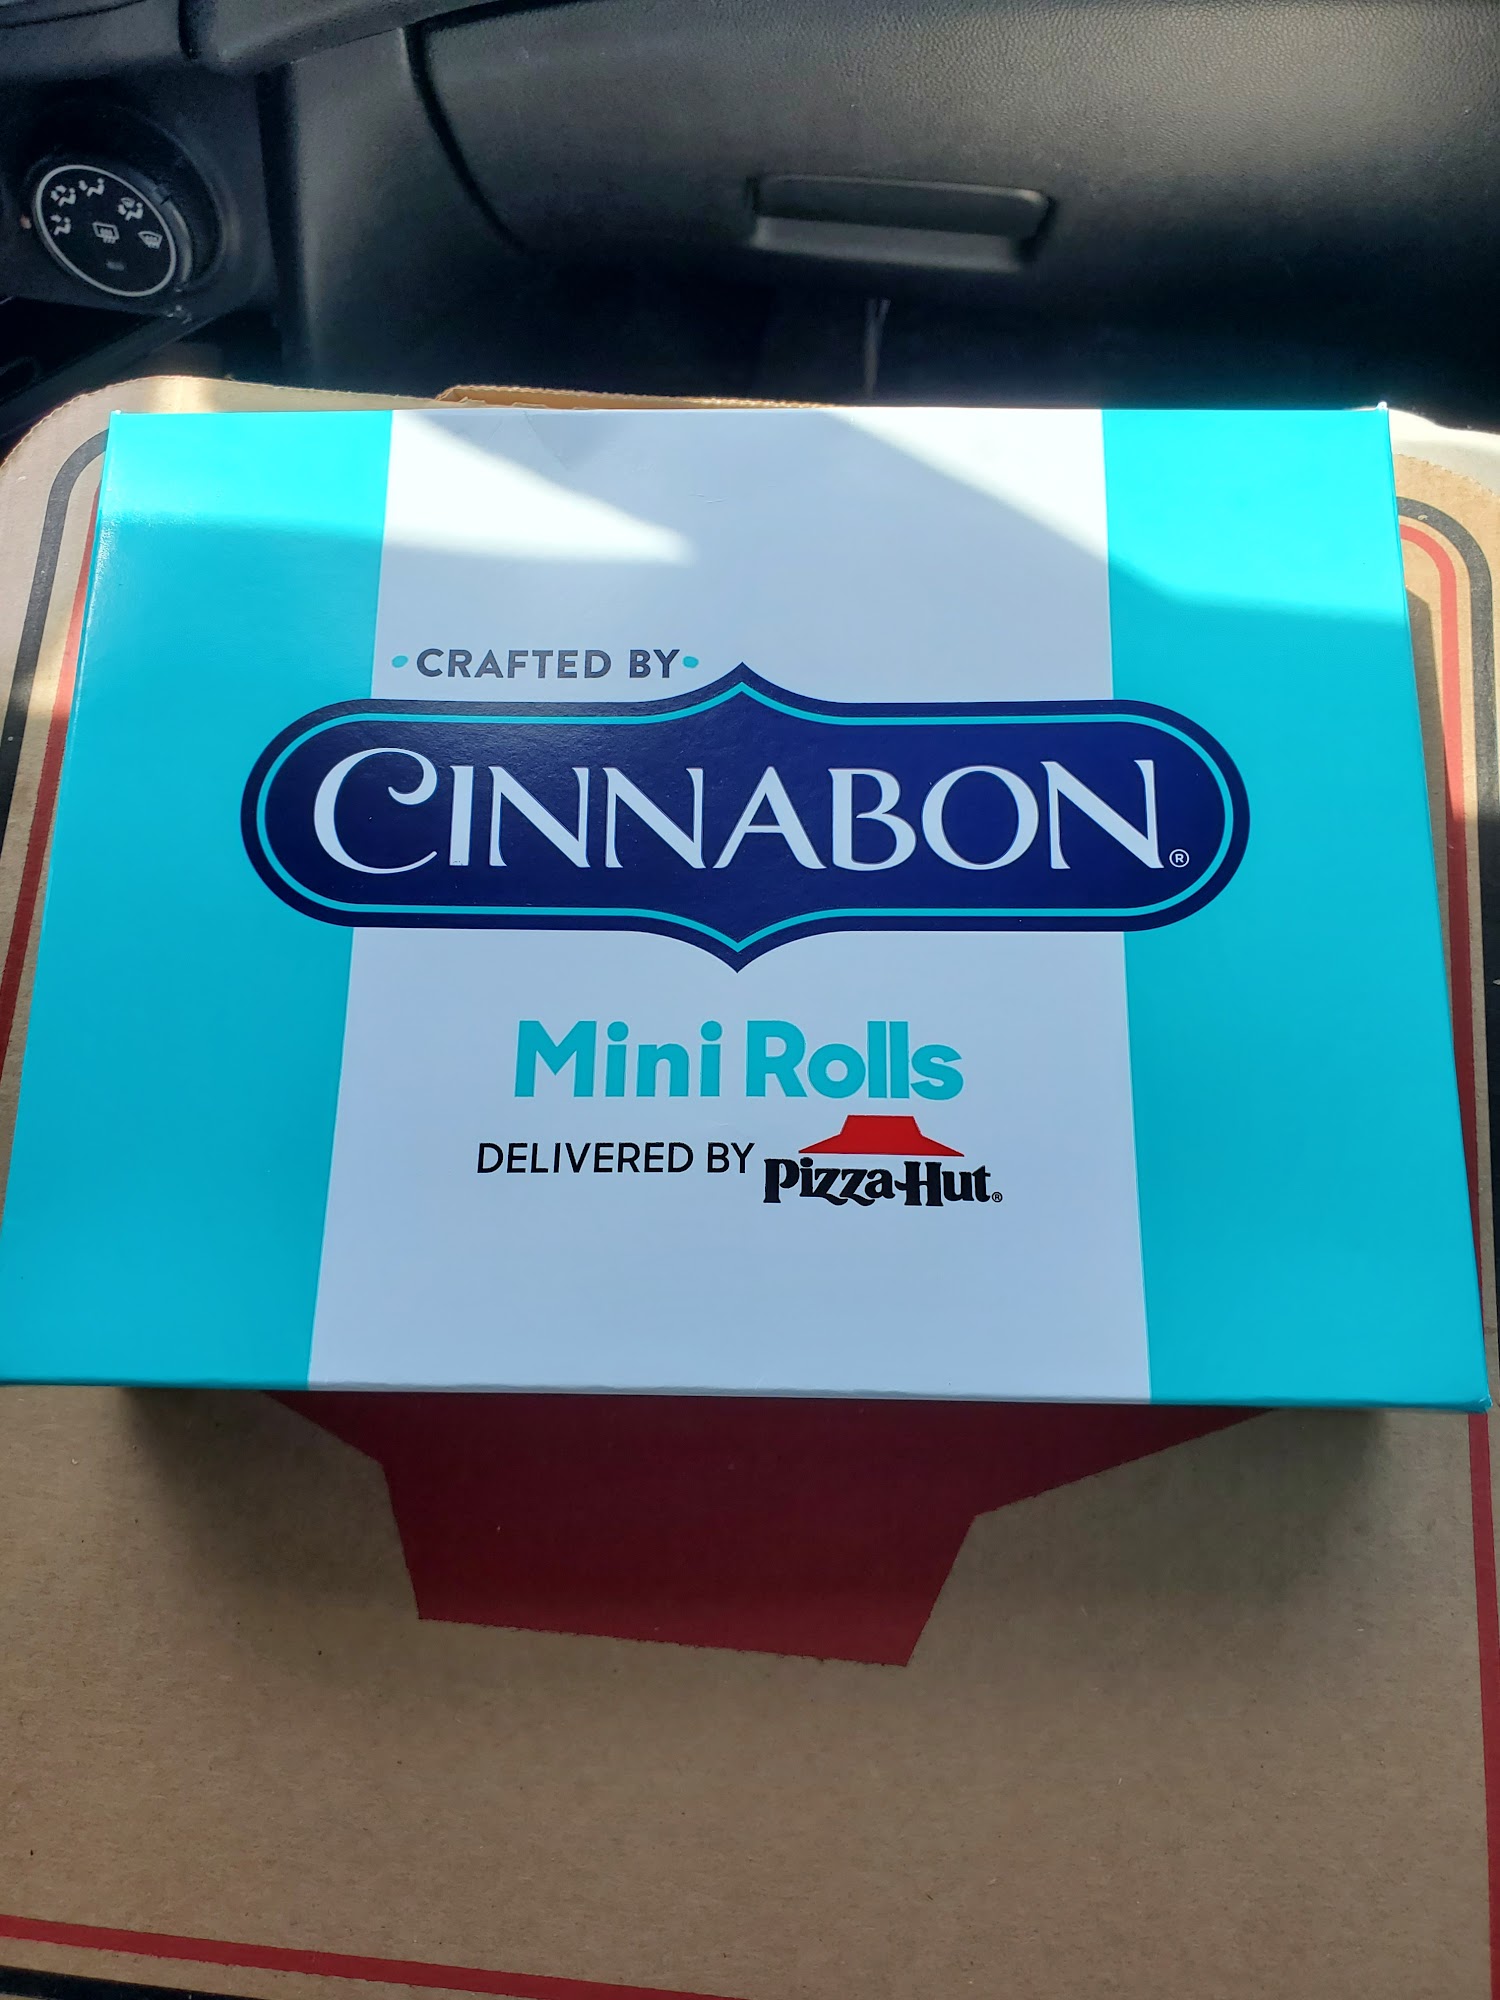 • CRAFTED BY •
CINNABON®
Mini Rolls
DELIVERED BY Pizza Hut®